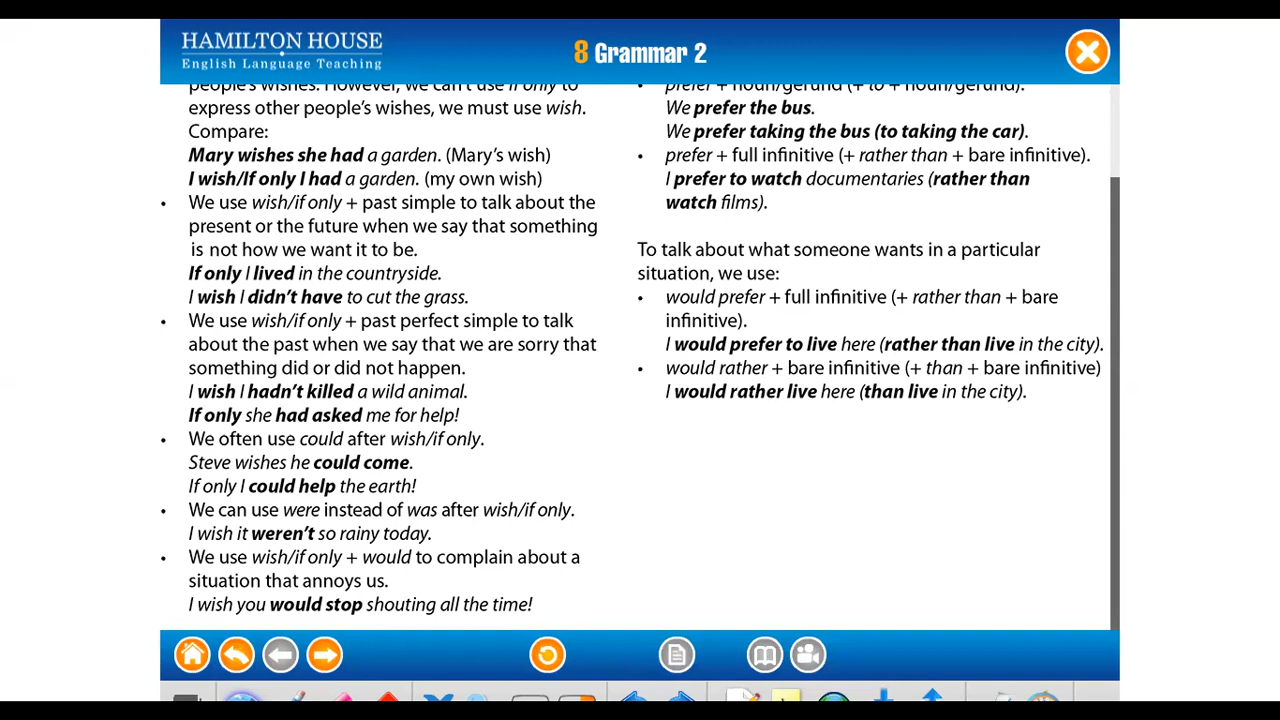 HAMILTON HOUSE
English Language Teaching
8 Grammar 2
people's wishes. However, we can't use if only to
express other people's wishes, we must use wish.
Compare:
Mary wishes she had a garden. (Mary's wish)
I wish/If only I had a garden. (my own wish)
• We use wish/if only + past simple to talk about the
present or the future when we say that something
is not how we want it to be.
If only I lived in the countryside.
I wish I didn't have to cut the grass.
• We use wish/if only + past perfect simple to talk
about the past when we say that we are sorry that
something did or did not happen.
I wish I hadn't killed a wild animal.
If only she had asked me for help!
• We often use could after wish/if only.
Steve wishes he could come.
If only I could help the earth!
• We can use were instead of was after wish/if only.
I wish it weren't so rainy today.
• We use wish/if only + would to complain about a
situation that annoys us.
I wish you would stop shouting all the time!
• prefer + noun/gerund (+ to + noun/gerund).
We prefer the bus.
We prefer taking the bus (to taking the car).
• prefer + full infinitive (+ rather than + bare infinitive).
I prefer to watch documentaries (rather than
watch films).
To talk about what someone wants in a particular
situation, we use:
• would prefer + full infinitive (+ rather than + bare
infinitive).
I would prefer to live here (rather than live in the city).
• would rather + bare infinitive (+ than + bare infinitive)
I would rather live here (than live in the city).